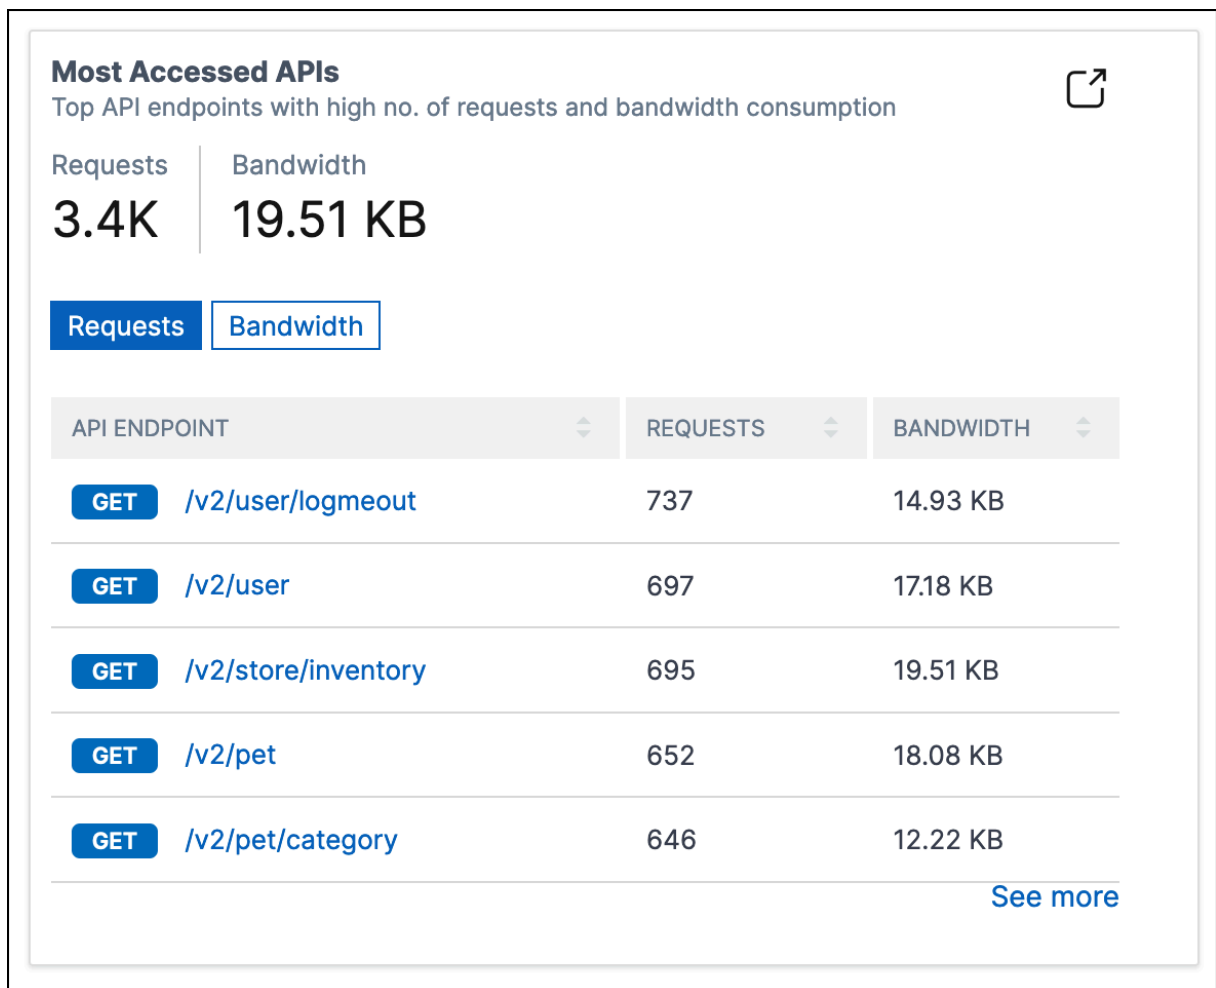 Most Accessed APIs
Top API endpoints with high no. of requests and bandwidth consumption
Requests Bandwidth
3.4K 19.51 KB
Requests Bandwidth
API ENDPOINT REQUESTS BANDWIDTH
GET /v2/user/logmeout 737 14.93 KB
GET /v2/user 697 17.18 KB
GET /v2/store/inventory 695 19.51 KB
GET /v2/pet 652 18.08 KB
GET /v2/pet/category 646 12.22 KB
See more